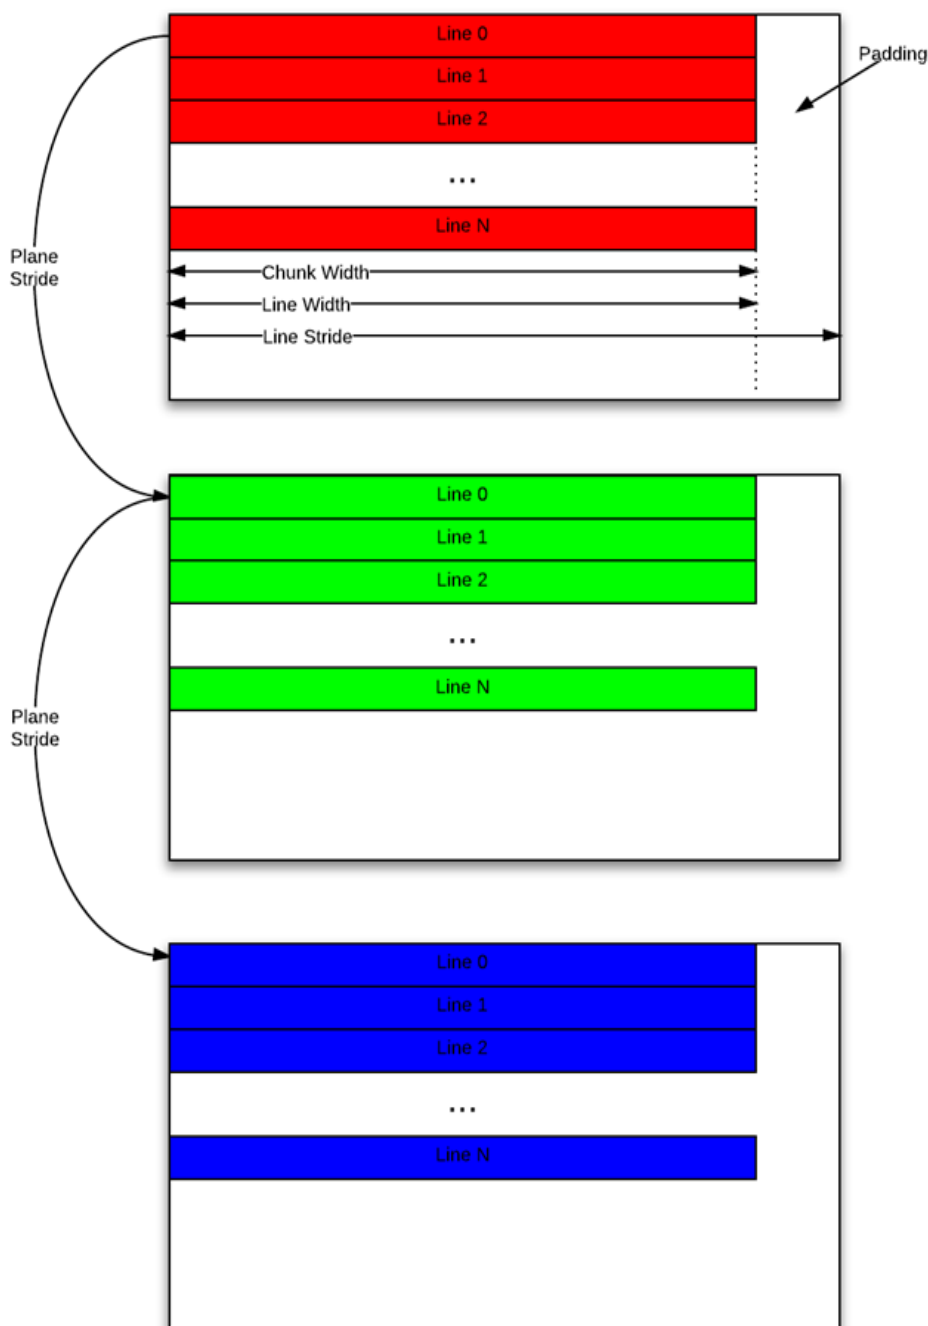 Line 0
Padding
Line 1
Line 2
...
Line N
Plane
Stride
Chunk Width
Line Width
Line Stride
Line 0
Line 1
Line 2
...
Line N
Plane
Stride
Line 0
Line 1
Line 2
...
Line N